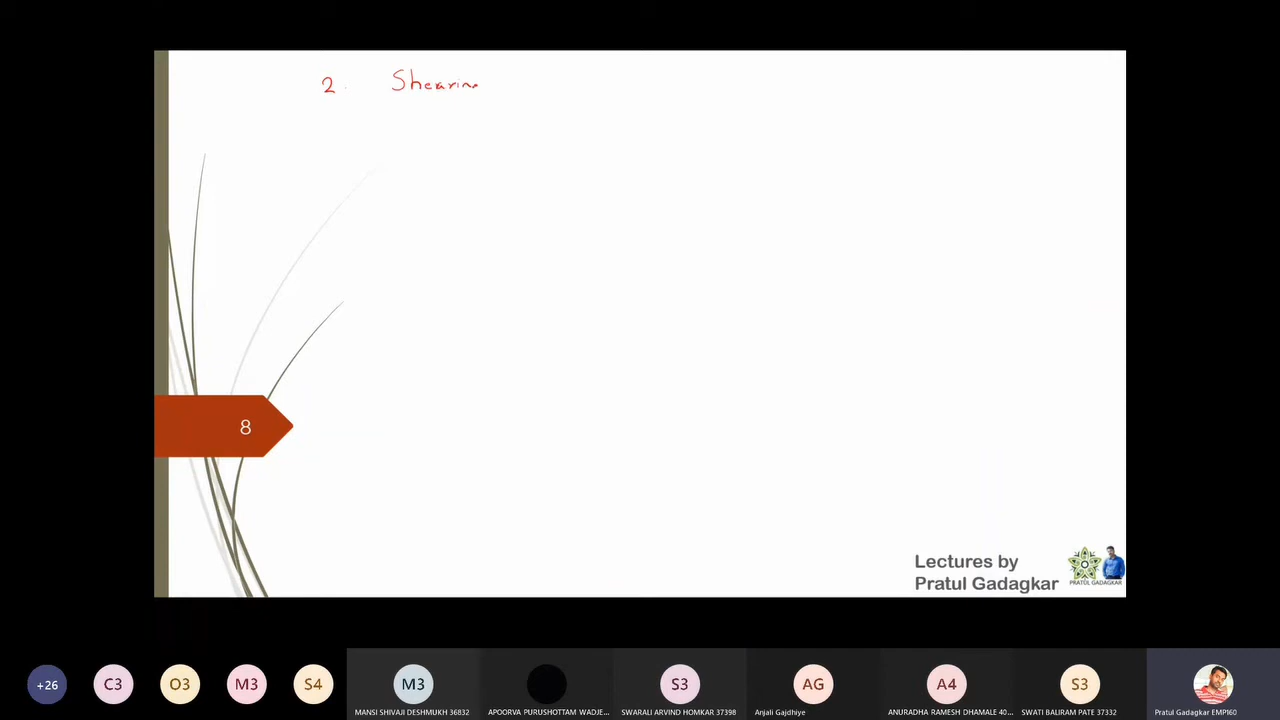 2. Shearin
8
Lectures by
Pratul Gadagkar
PRATUL GADAGKAR
+26
C3
O3
M3
S4
M3
S3
AG
A4
S3
MANSI SHIVAJI DESHMUKH 36832
APOORVA PURUSHOTTAM WADJE...
SWARALI ARVIND HOMKAR 37398
Anjali Gajdhiye
ANURADHA RAMESH DHAMALE 40...
SWATI BALIRAM PATE 37332
Pratul Gadagkar EMP160